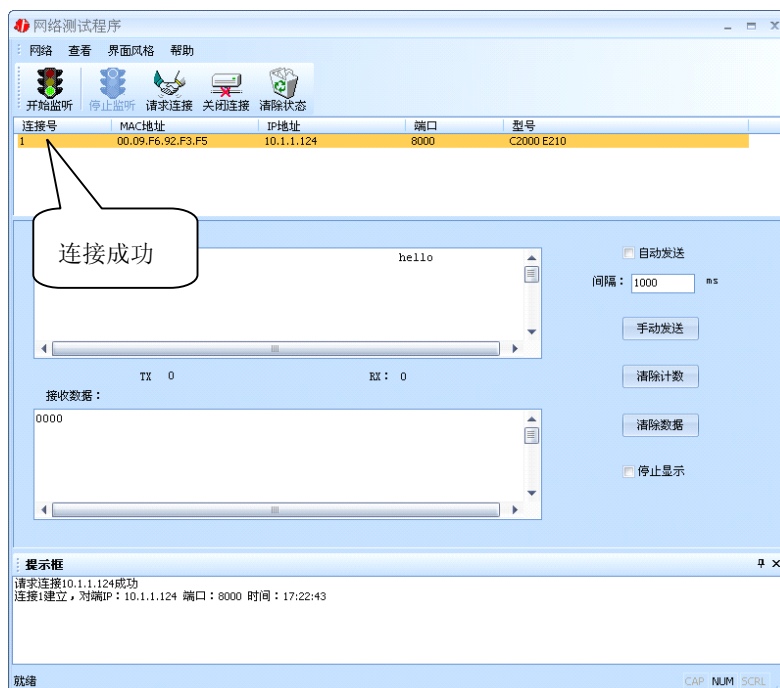 网络测试程序
网络 查看 界面风格 帮助
开始监听 停止监听 请求连接 关闭连接 清除状态
连接号 MAC地址 IP地址 端口 型号
1 00.09.F6.92.F3.F5 10.1.1.124 8000 C2000 E210
连接成功
hello
自动发送
间隔： 1000 ms
手动发送
TX 0 RX： 0
清除计数
接收数据：
0000
清除数据
停止显示
提示框
请求连接10.1.1.124成功
连接1建立，对端IP：10.1.1.124 端口：8000 时间：17:22:43
就绪
CAP NUM SCRL